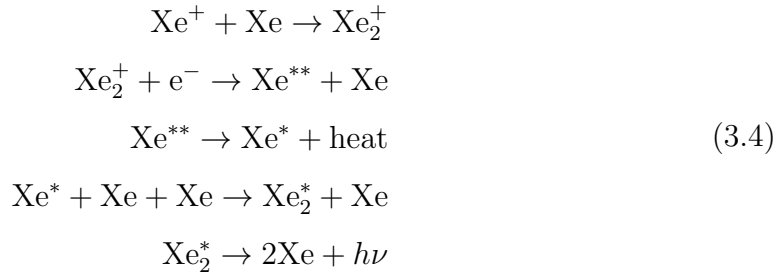 Xe⁺ + Xe → Xe₂⁺
Xe₂⁺ + e⁻ → Xe** + Xe
Xe** → Xe* + heat (3.4)
Xe* + Xe + Xe → Xe₂* + Xe
Xe₂* → 2Xe + hν